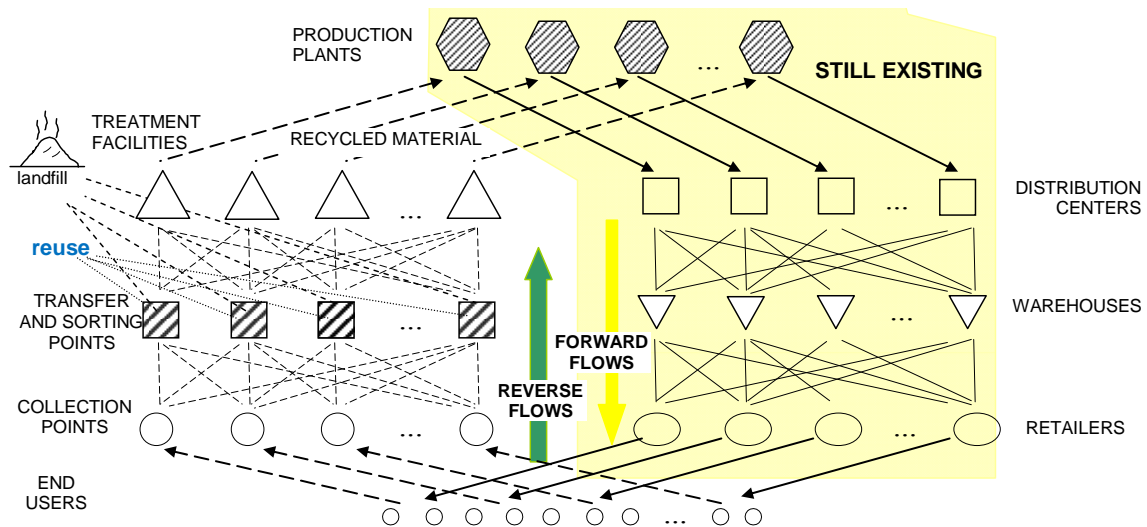 PRODUCTION
PLANTS
...
STILL EXISTING
TREATMENT
FACILITIES
RECYCLED MATERIAL
landfill
...
...
DISTRIBUTION
CENTERS
reuse
TRANSFER
AND SORTING
POINTS
...
...
WAREHOUSES
FORWARD
FLOWS
REVERSE
FLOWS
COLLECTION
POINTS
...
...
RETAILERS
END
USERS
...